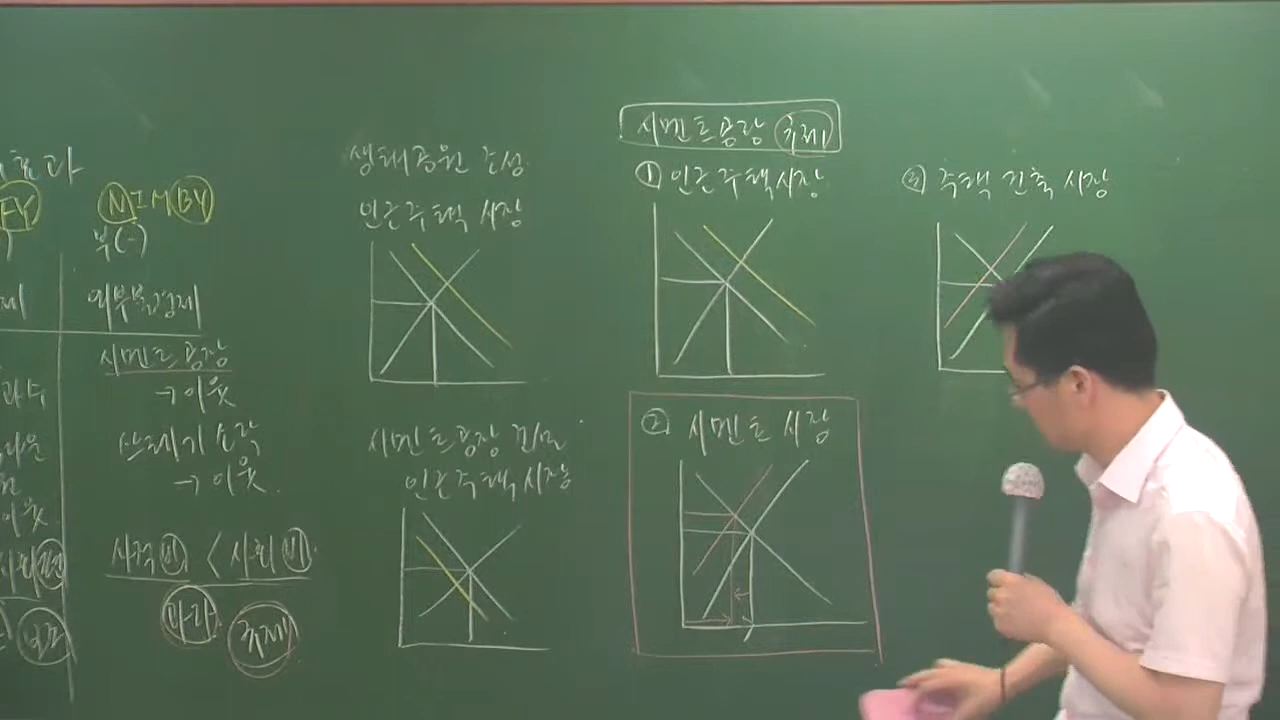 효과
FY
NIMBY
부(-)
외부불경제
시멘트공장
→이웃
쓰레기소각
→이웃
사적비 < 사회비
과다
규제
생태공원 조성
인근주택 시장
시멘트공장 건설
인근주택시장
시멘트공장 규제
① 인근주택시장
② 시멘트 시장
③ 주택 건축 시장